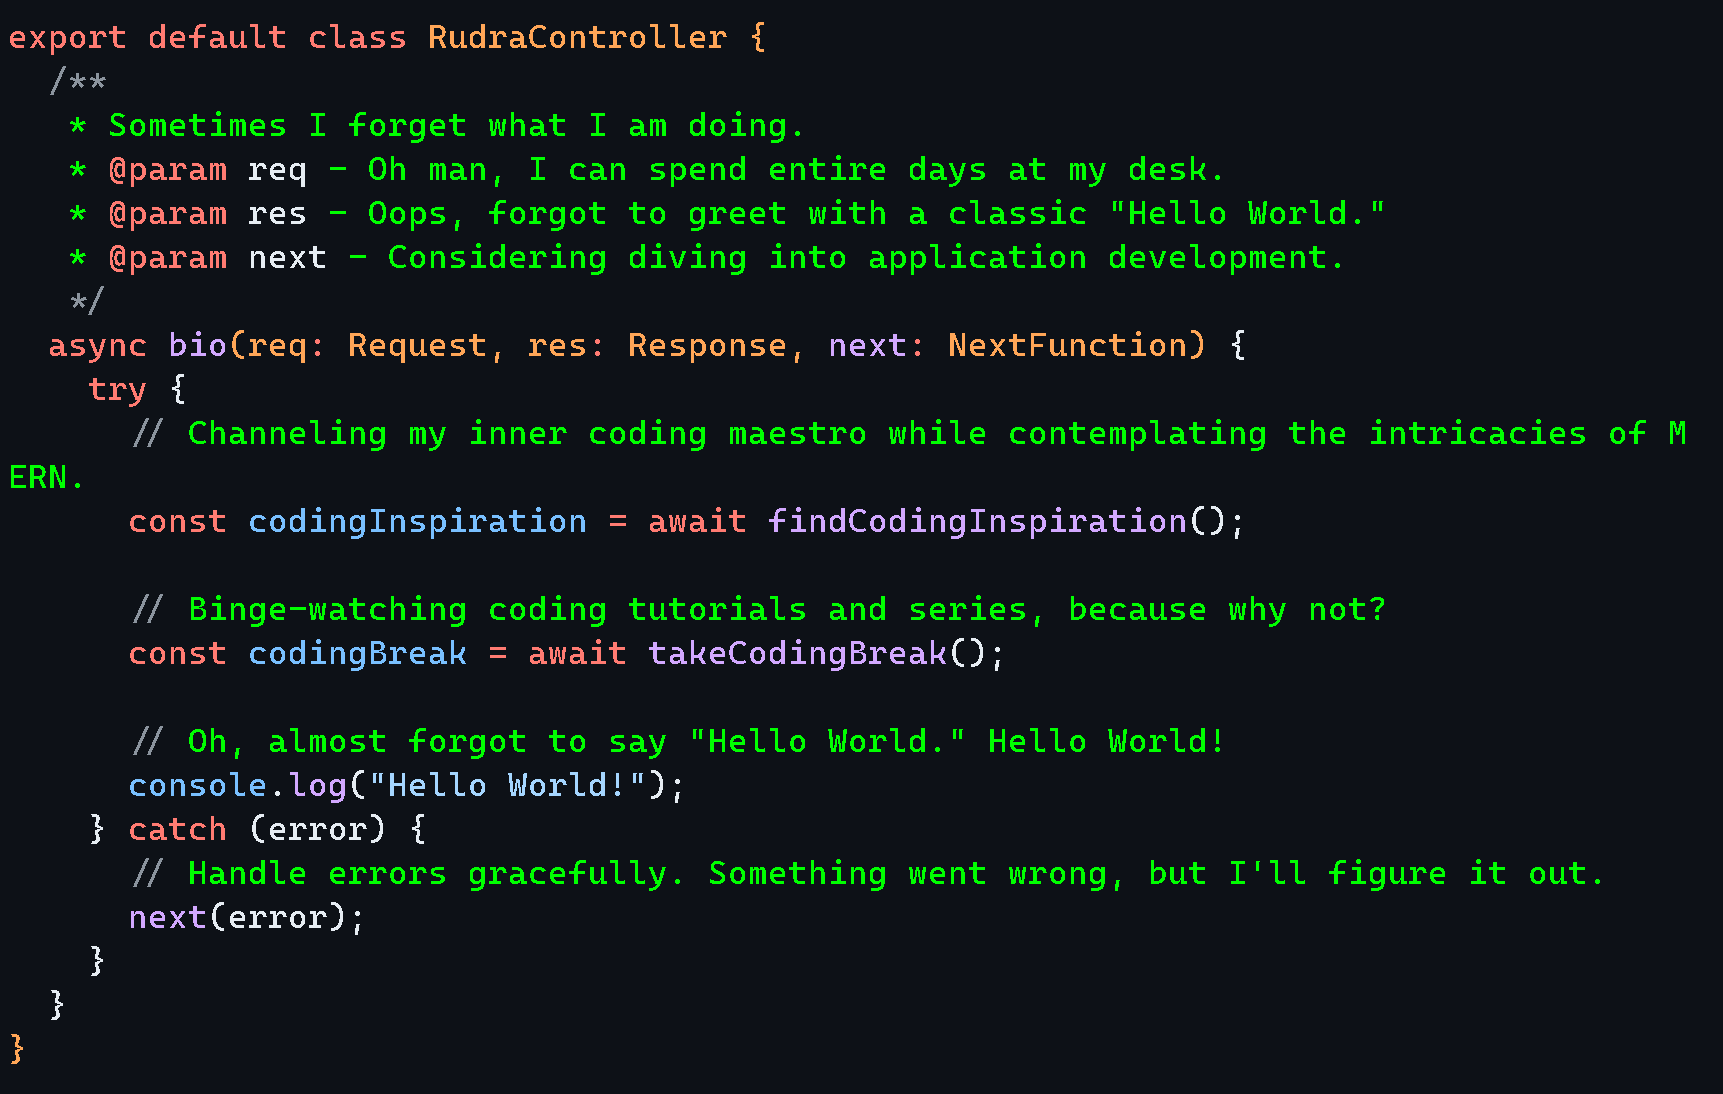 export default class RudraController {
  /**
   * Sometimes I forget what I am doing.
   * @param req - Oh man, I can spend entire days at my desk.
   * @param res - Oops, forgot to greet with a classic "Hello World."
   * @param next - Considering diving into application development.
   */
  async bio(req: Request, res: Response, next: NextFunction) {
    try {
      // Channeling my inner coding maestro while contemplating the intricacies of M
ERN.
      const codingInspiration = await findCodingInspiration();

      // Binge-watching coding tutorials and series, because why not?
      const codingBreak = await takeCodingBreak();

      // Oh, almost forgot to say "Hello World." Hello World!
      console.log("Hello World!");
    } catch (error) {
      // Handle errors gracefully. Something went wrong, but I'll figure it out.
      next(error);
    }
  }
}